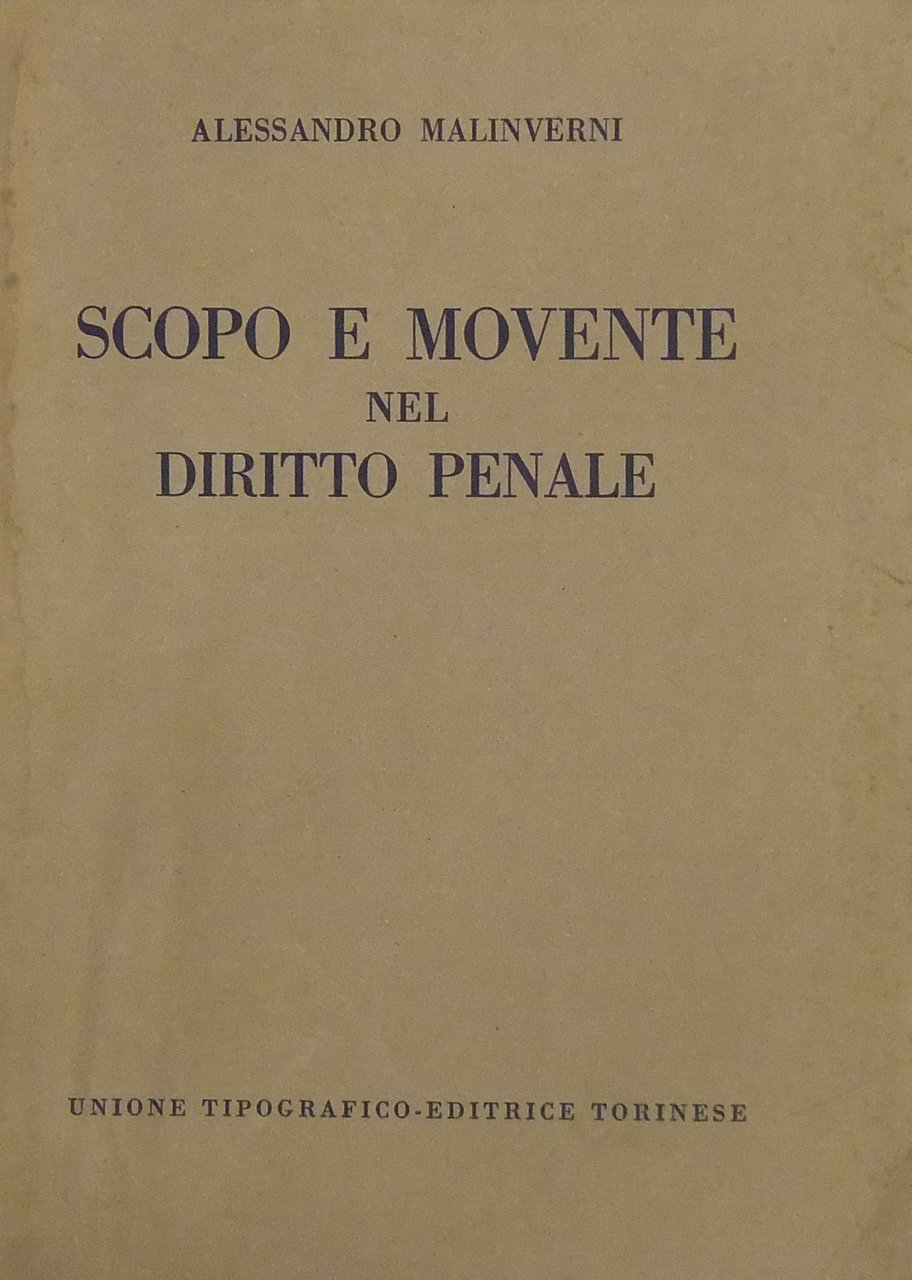 ALESSANDRO MALINVERNI
SCOPO E MOVENTE
NEL
DIRITTO PENALE
UNIONE TIPOGRAFICO-EDITRICE TORINESE